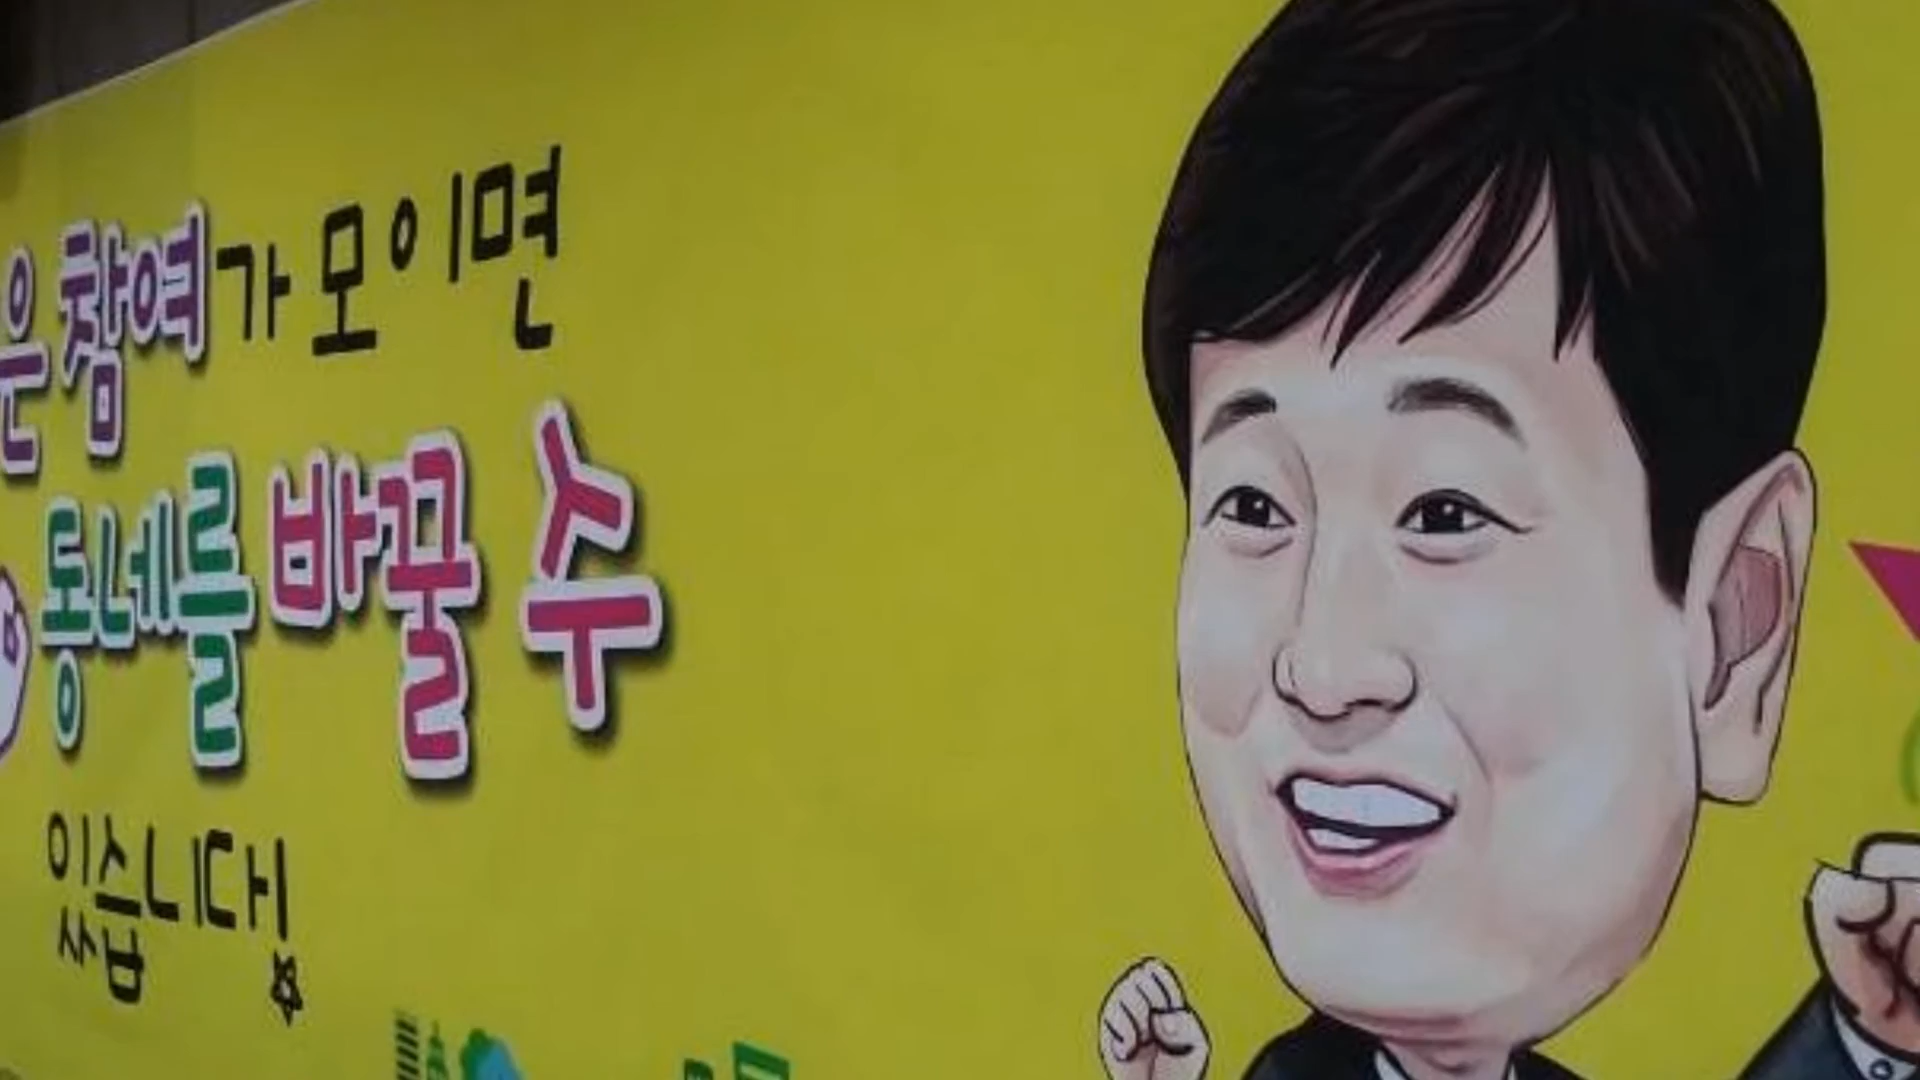 은 참여가 모이면
동네를 바꿀 수
있습니다!